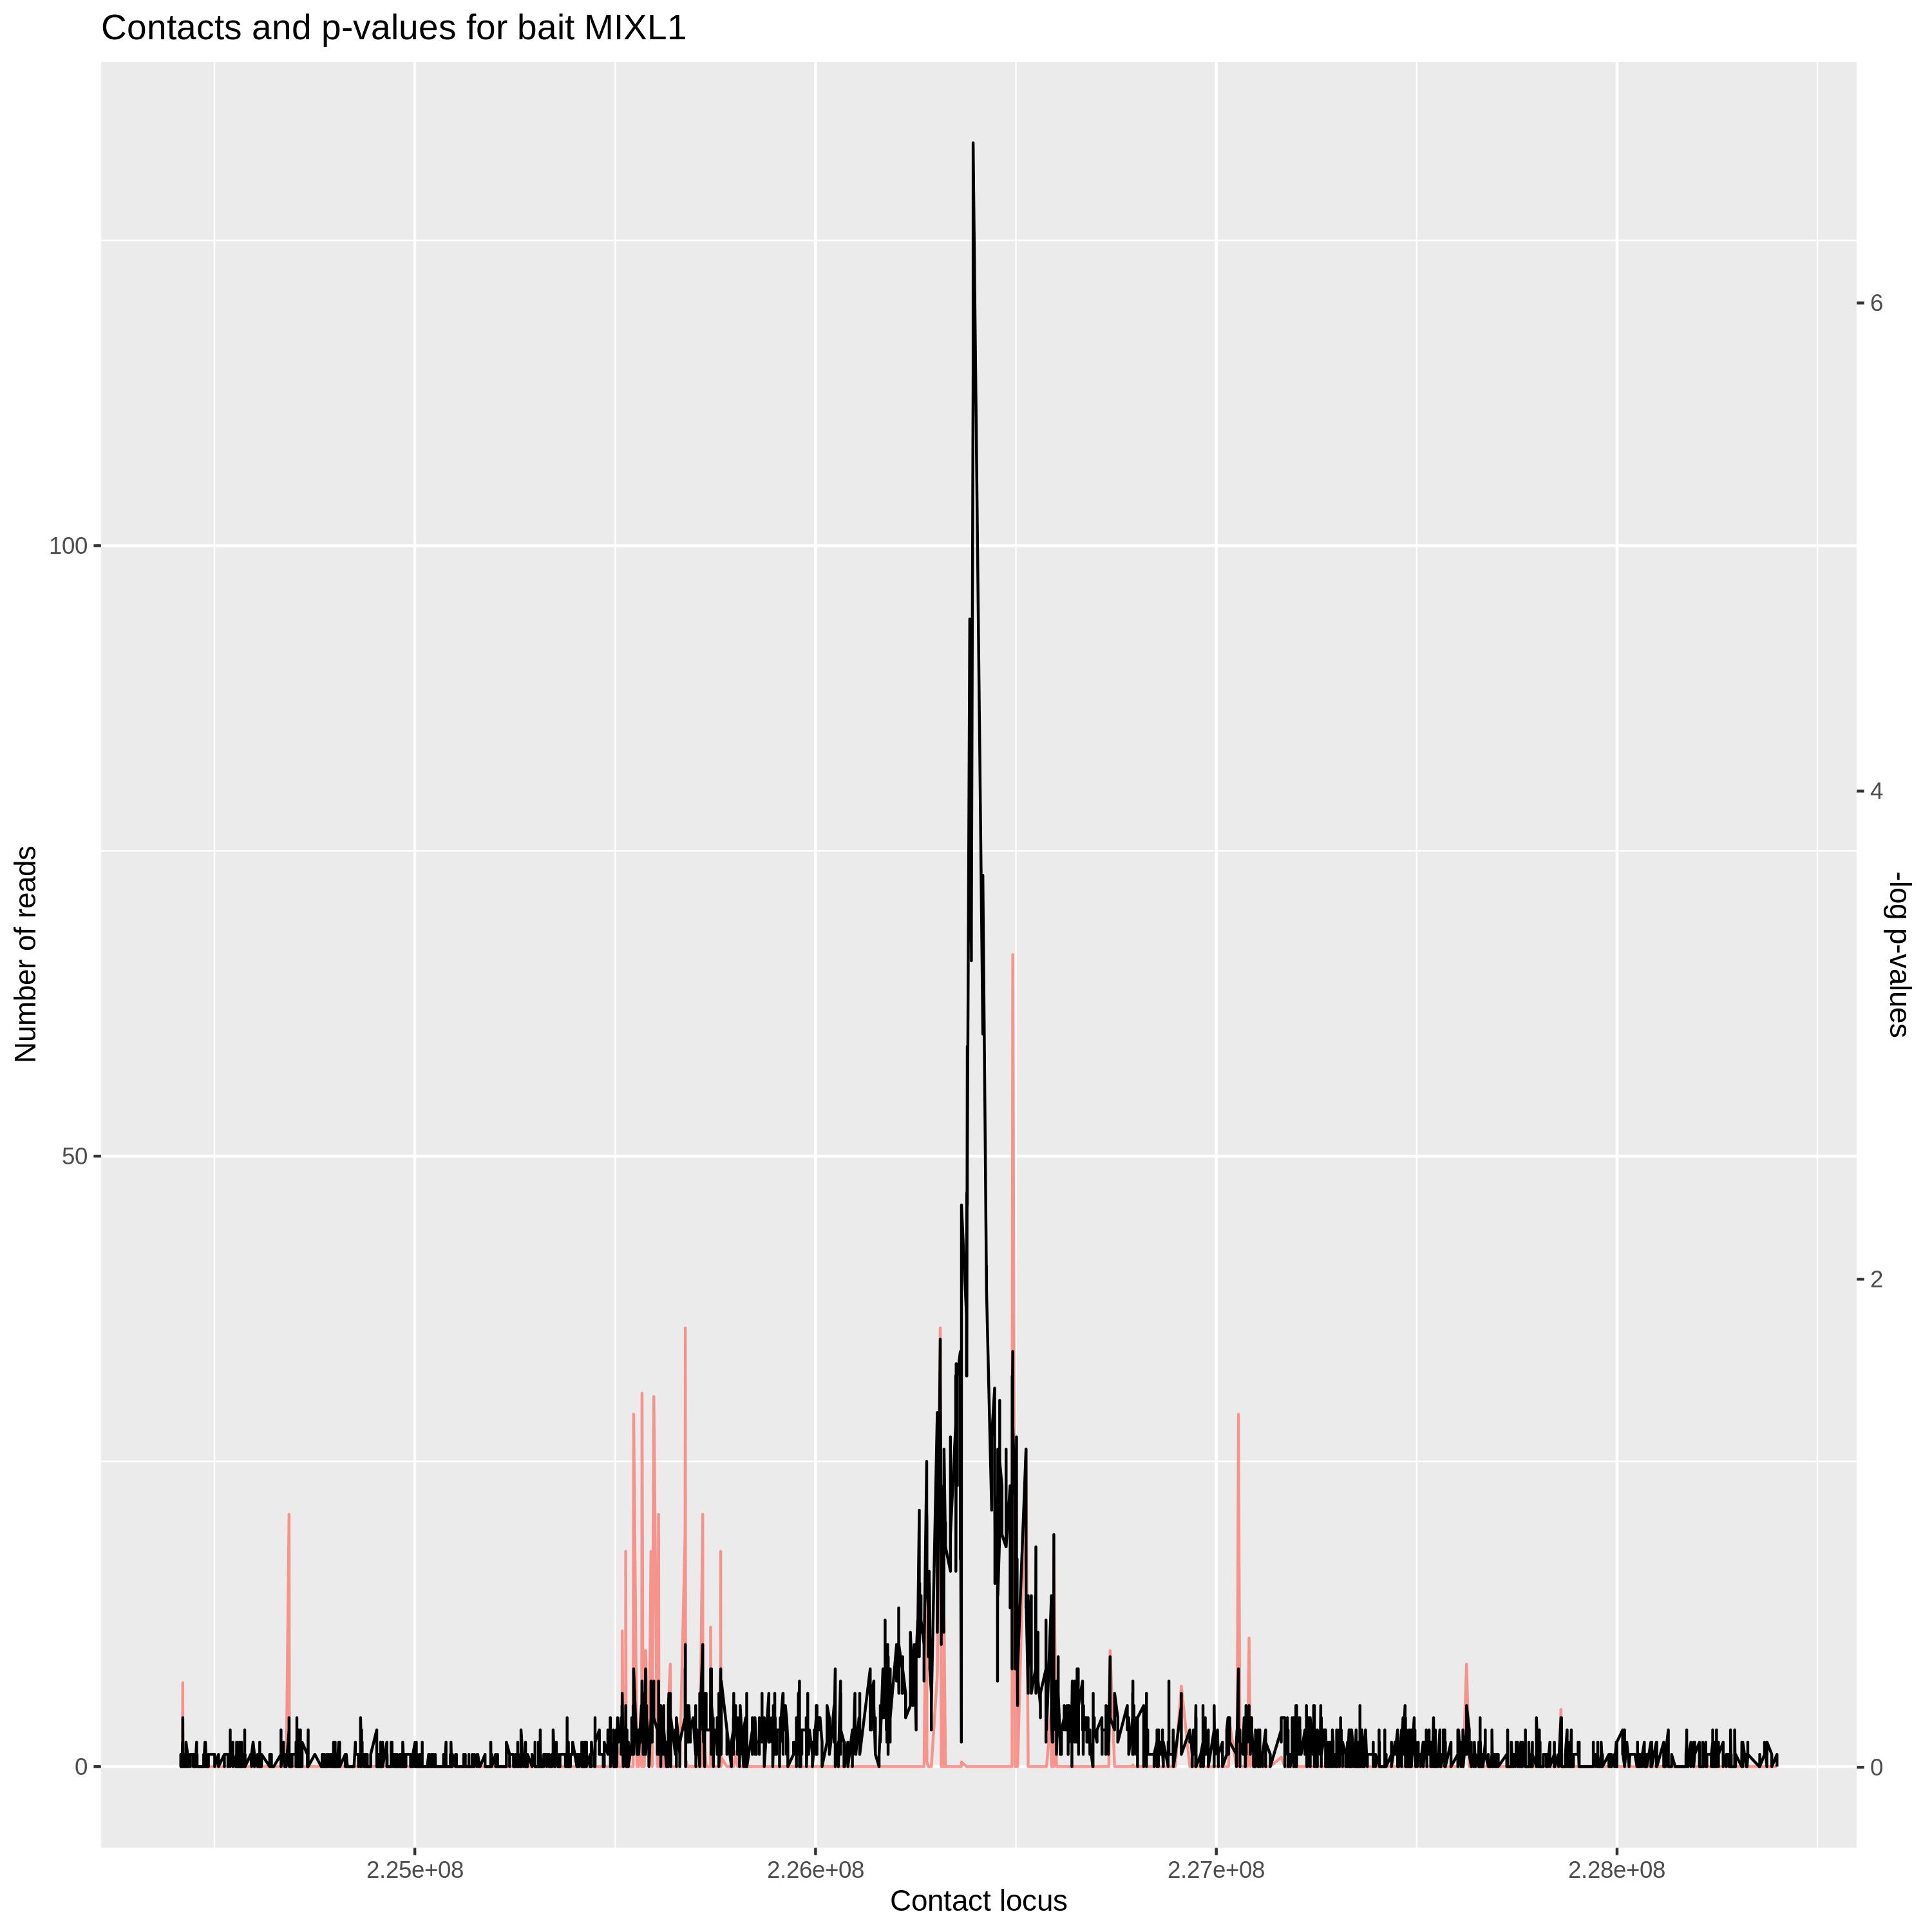 Contacts and p-values for bait MIXL1
100
50
0
Number of reads
6
4
2
0
-log p-values
2.25e+08
2.26e+08
2.27e+08
2.28e+08
Contact locus